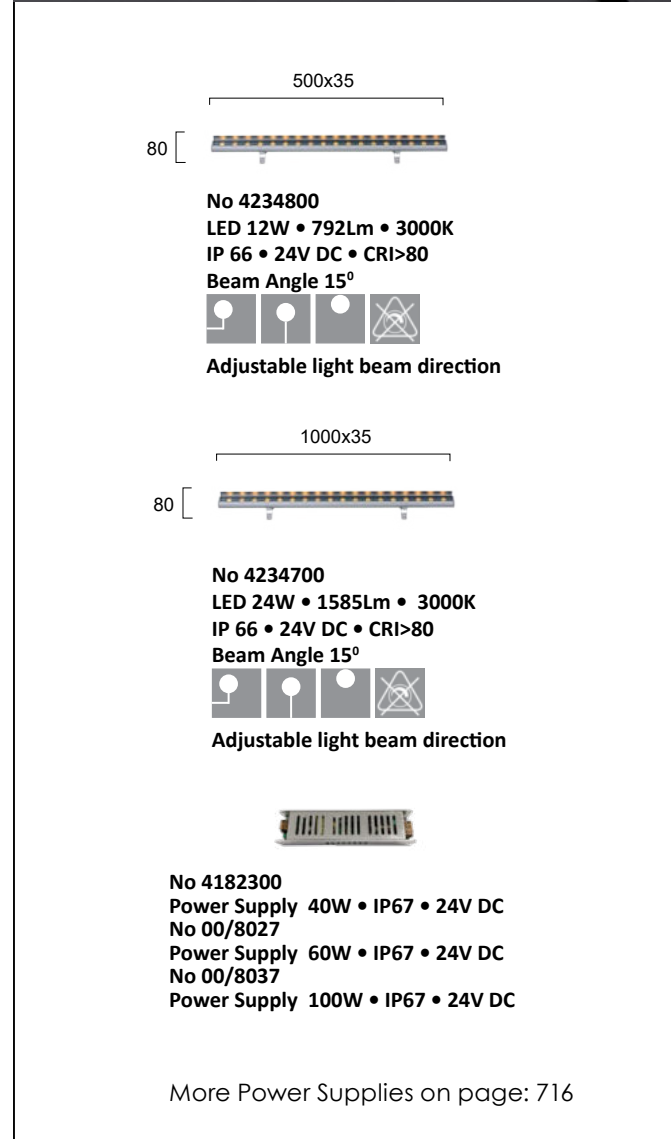 500x35
80
No 4234800
LED 12W • 792Lm • 3000K
IP 66 • 24V DC • CRI>80
Beam Angle 15⁰
Adjustable light beam direction
1000x35
80
No 4234700
LED 24W • 1585Lm •  3000K
IP 66 • 24V DC • CRI>80
Beam Angle 15⁰
Adjustable light beam direction
No 4182300
Power Supply  40W • IP67 • 24V DC
No 00/8027
Power Supply  60W • IP67 • 24V DC
No 00/8037
Power Supply  100W • IP67 • 24V DC
More Power Supplies on page: 716